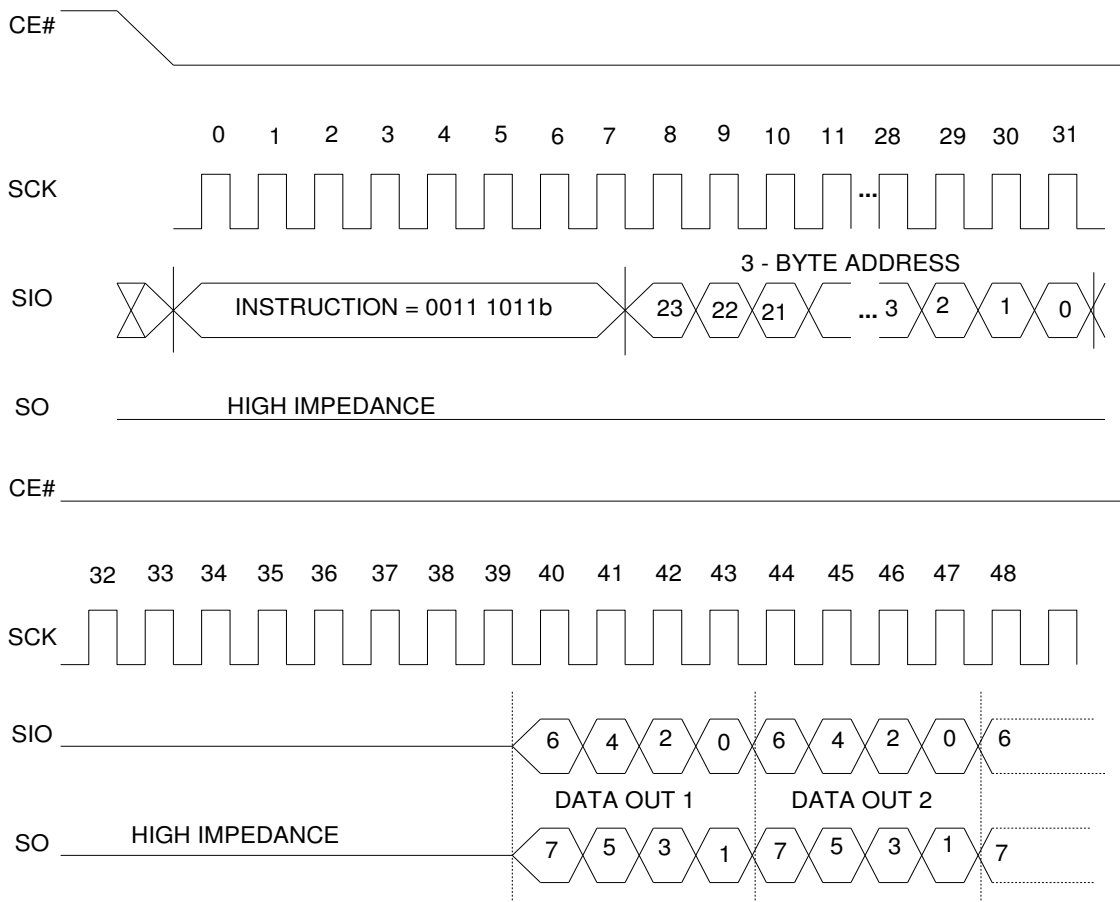 CE#
0 1 2 3 4 5 6 7 8 9 10 11 28 29 30 31
SCK ...
3 - BYTE ADDRESS
SIO INSTRUCTION = 0011 1011b 23 22 21 ... 3 2 1 0
SO HIGH IMPEDANCE
CE#
32 33 34 35 36 37 38 39 40 41 42 43 44 45 46 47 48
SCK
SIO 6 4 2 0 6 4 2 0 6
DATA OUT 1 DATA OUT 2
SO HIGH IMPEDANCE 7 5 3 1 7 5 3 1 7